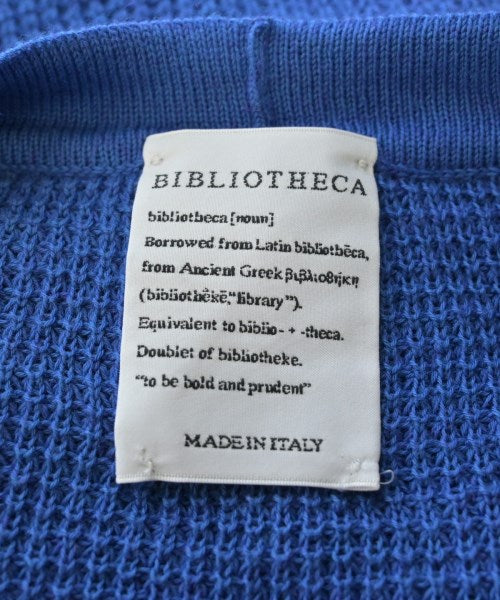 BIBLIOTHECA
bibliotheca [noun]
Borrowed from Latin bibliothēca,
from Ancient Greek βιβλιοθήκη
(bibliothēkē, "library").
Equivalent to biblio- + -theca.
Doublet of bibliotheke.
"to be bold and prudent"
MADE IN ITALY